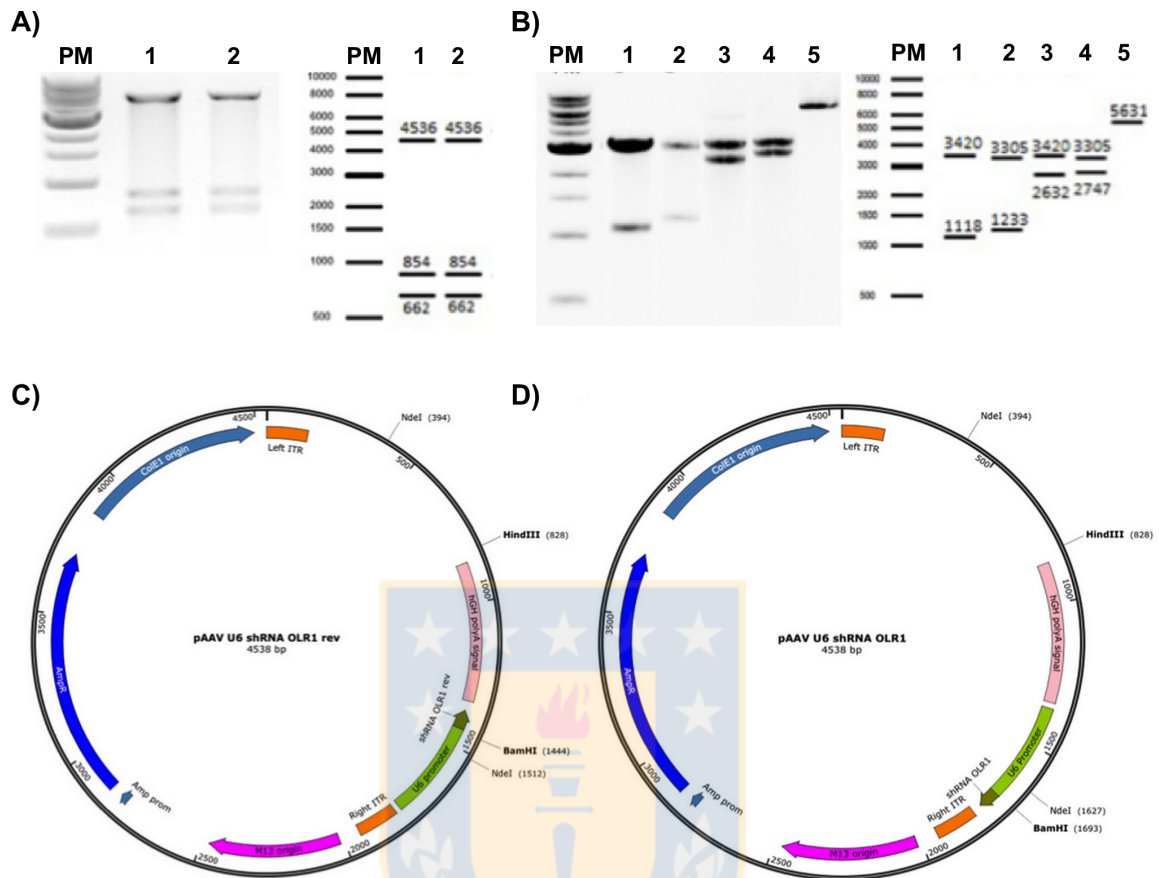 A)
B)
PM 1 2
PM 1 2
PM 1 2 3 4 5
PM 1 2 3 4 5
10000
8000
6000
5000
4000
3000
2000
1500
1000
500
4536 4536
854 854
662 662
PM
10000
8000
6000
5000
4000
3000
2000
1500
1000
500
5631
3420 3305 3420 3305
2632 2747
1118 1233
C)
4500
NdeI (394)
Left ITR
500
ColE1 origin
4000
HindIII (828)
1000
hGH polyA signal
3500
pAAV U6 shRNA OLR1 rev
4538 bp
AmpR
shRNA OLR1 rev
1500
BamHI (1444)
NdeI (1512)
U6 promoter
3000
Amp prom
Right ITR
M13 origin
2000
2500
D)
4500
NdeI (394)
Left ITR
500
ColE1 origin
4000
HindIII (828)
1000
hGH polyA signal
3500
pAAV U6 shRNA OLR1
4538 bp
AmpR
1500
U6 Promoter
shRNA OLR1
NdeI (1627)
BamHI (1693)
3000
Amp prom
Right ITR
M13 origin
2000
2500